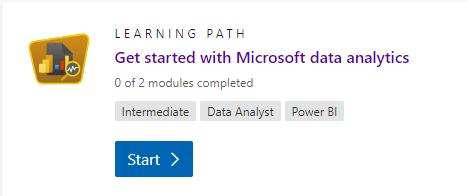 LEARNING PATH
Get started with Microsoft data analytics
0 of 2 modules completed
Intermediate Data Analyst Power BI
Start